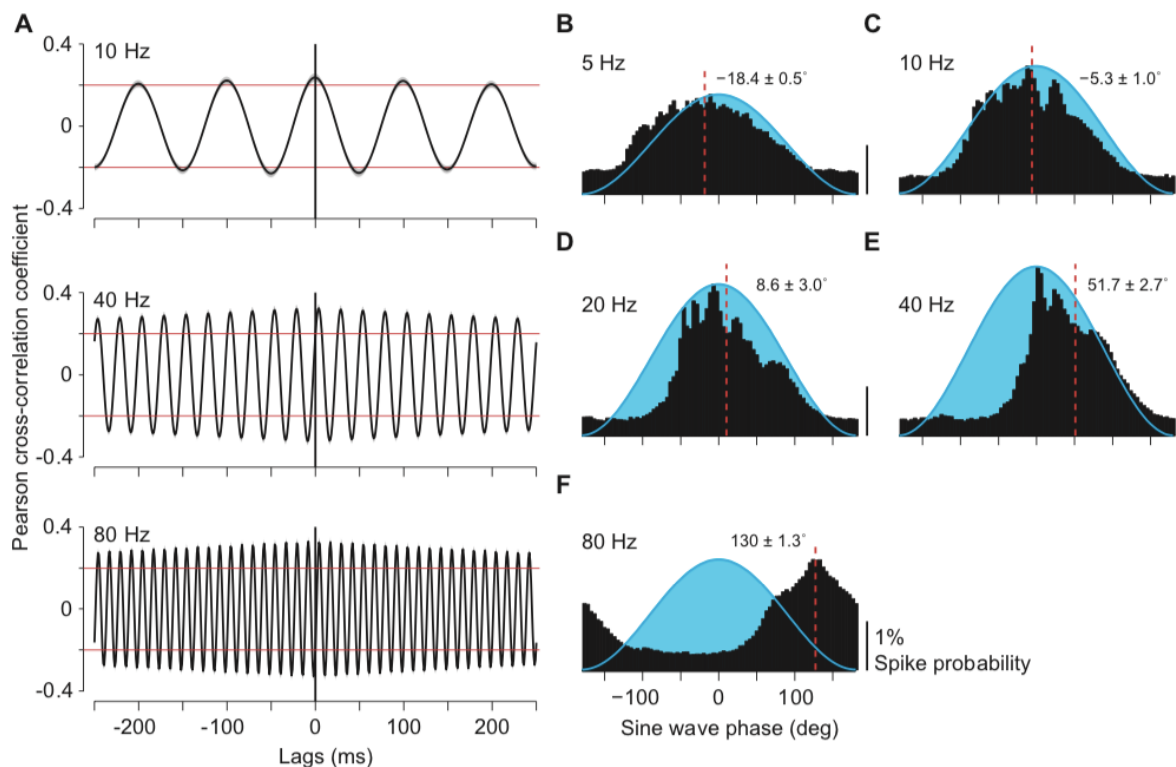 A
Pearson cross-correlation coefficient
10 Hz
0.4
0
-0.4
40 Hz
0.4
0
-0.4
80 Hz
0.4
0
-0.4
-200
-100
0
100
200
Lags (ms)
B
5 Hz
−18.4 ± 0.5°
C
10 Hz
−5.3 ± 1.0°
D
20 Hz
8.6 ± 3.0°
E
40 Hz
51.7 ± 2.7°
F
80 Hz
130 ± 1.3°
1%
Spike probability
−100
0
100
Sine wave phase (deg)